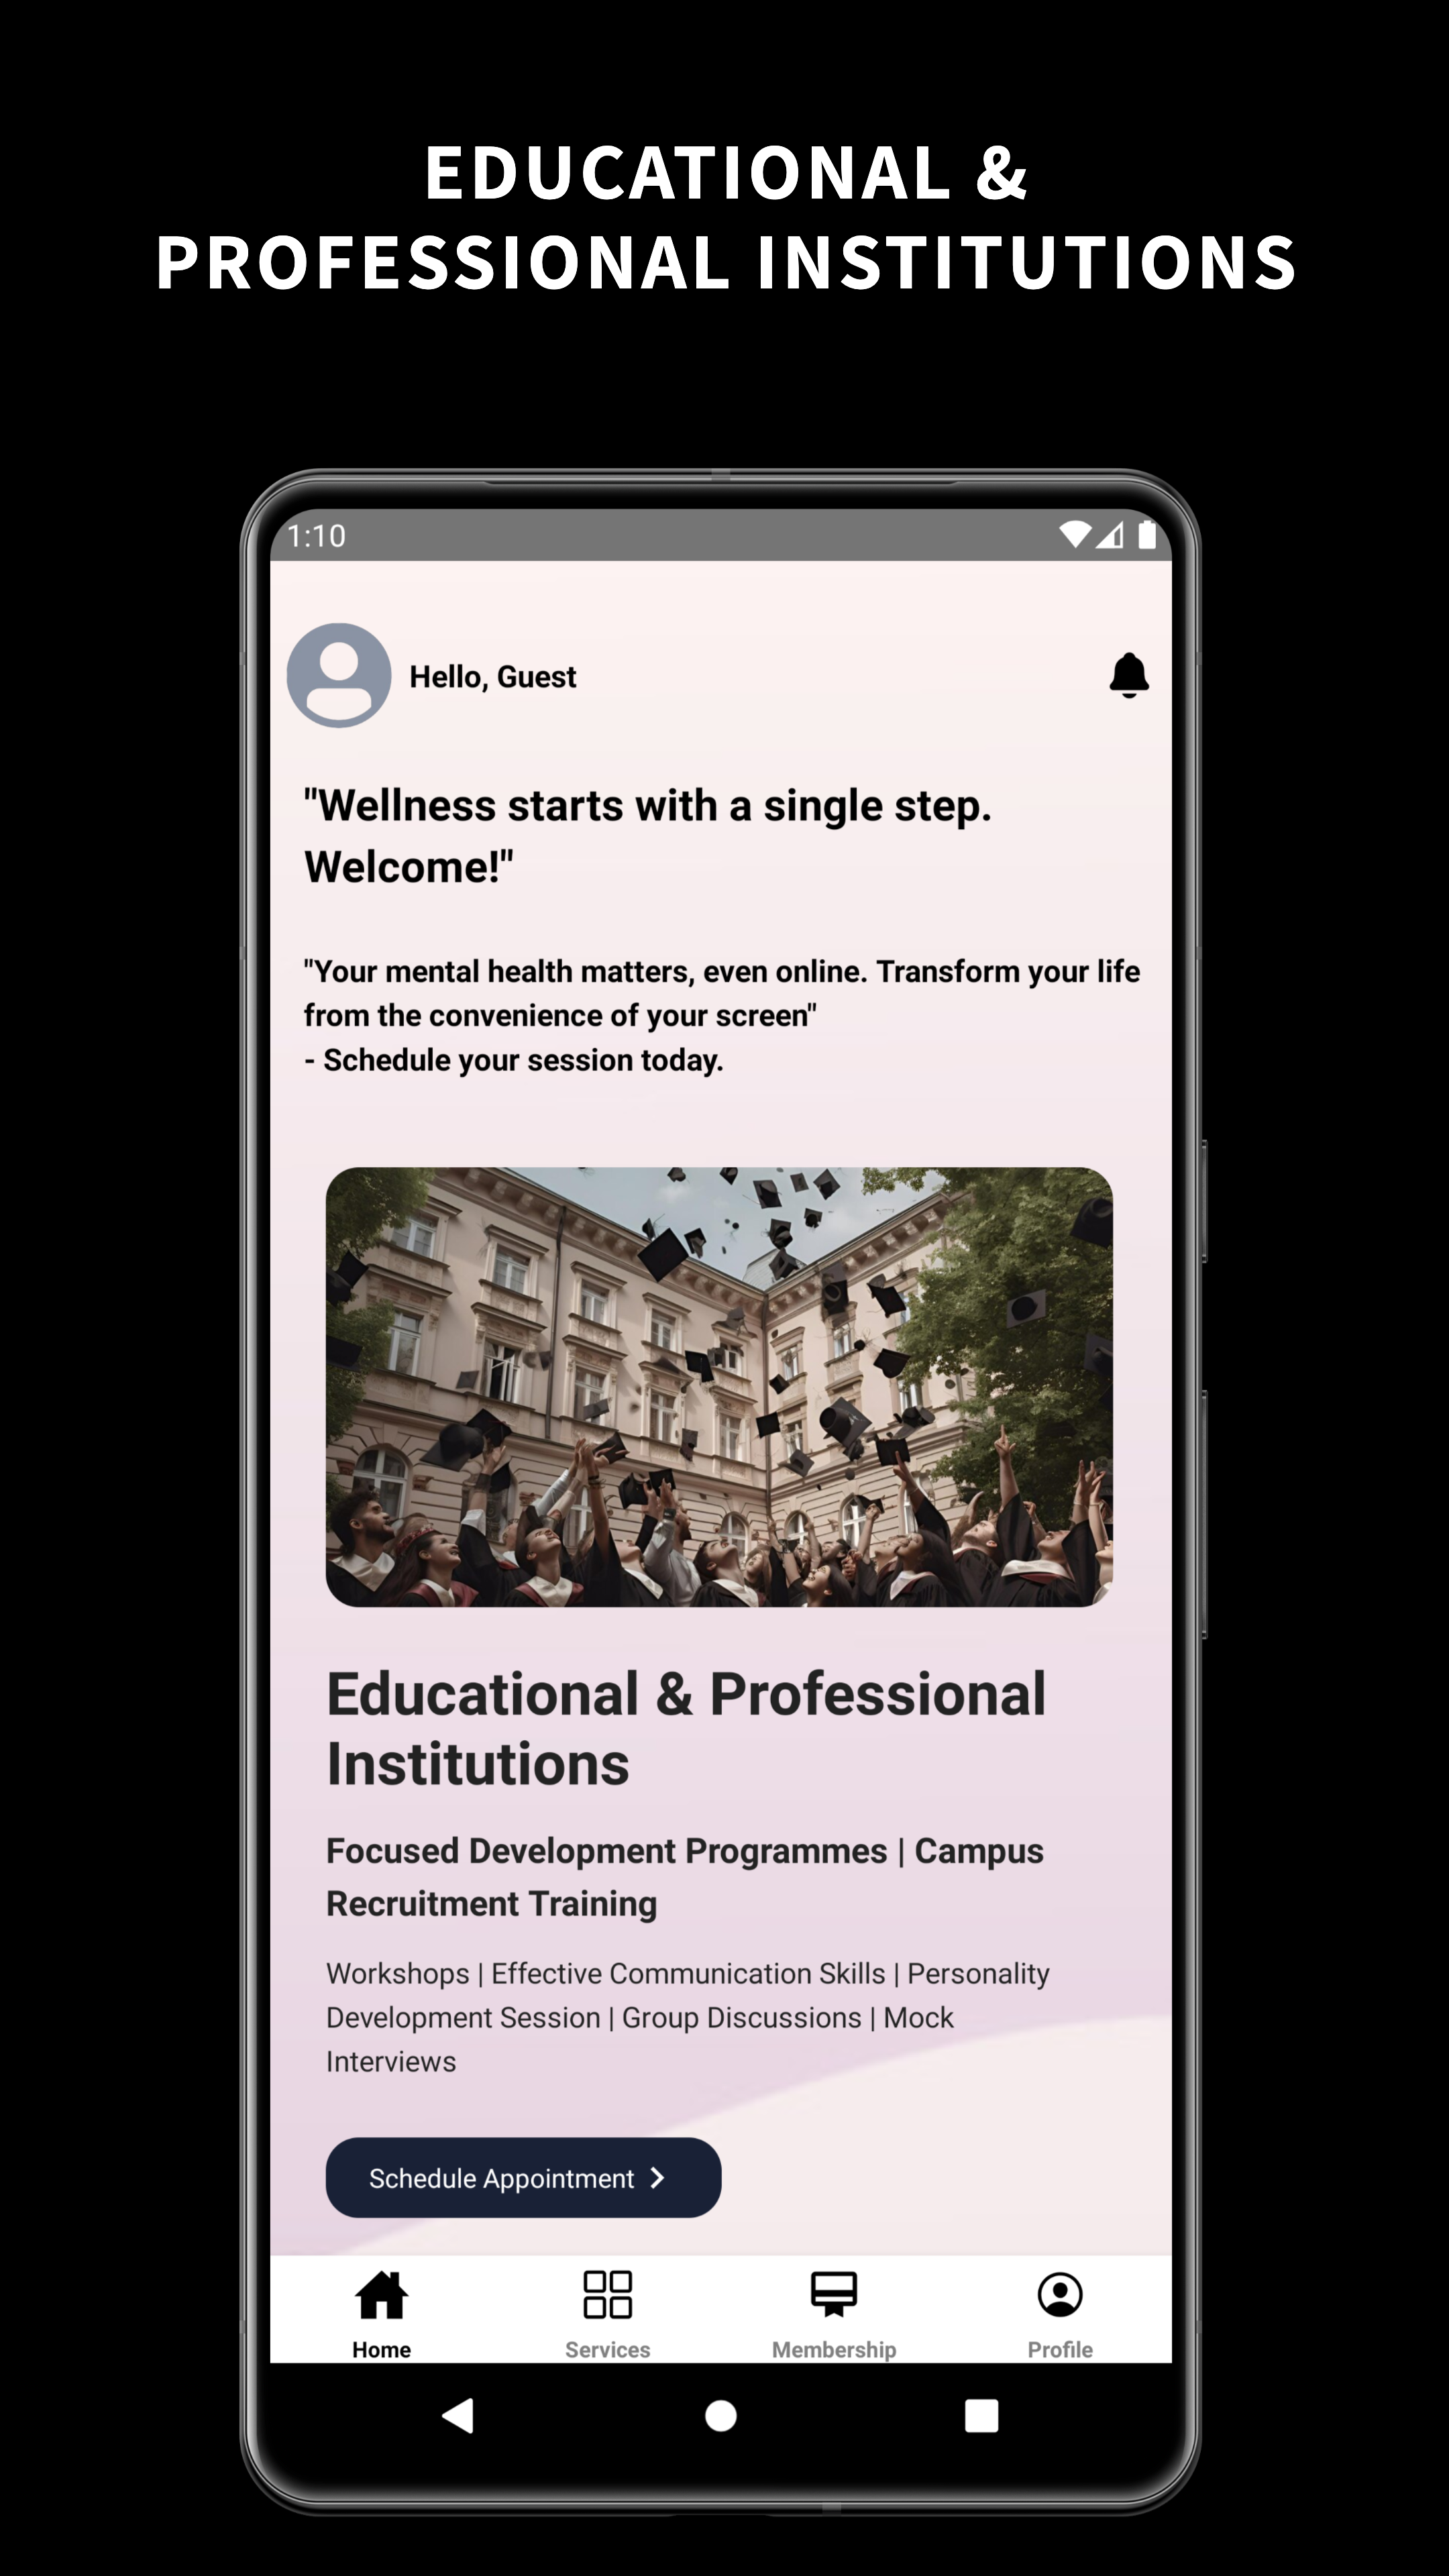 EDUCATIONAL &
PROFESSIONAL INSTITUTIONS
1:10
Hello, Guest
"Wellness starts with a single step.
Welcome!"
"Your mental health matters, even online. Transform your life
from the convenience of your screen"
- Schedule your session today.
Educational & Professional
Institutions
Focused Development Programmes | Campus
Recruitment Training
Workshops | Effective Communication Skills | Personality
Development Session | Group Discussions | Mock
Interviews
Schedule Appointment
Home Services Membership Profile